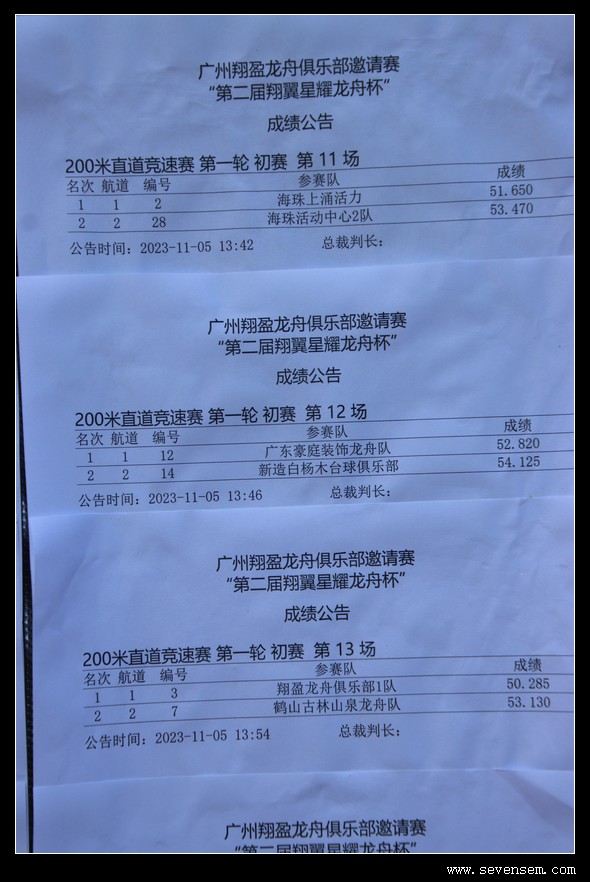 广州翔盈龙舟俱乐部邀请赛
“第二届翔翼星耀龙舟杯”
成绩公告
200米直道竞速赛 第一轮 初赛 第 11 场
名次 航道 编号 参赛队 成绩
1 1 2 海珠上涌活力 51.650
2 2 28 海珠活动中心2队 53.470
公告时间：2023-11-05 13:42 总裁判长：
广州翔盈龙舟俱乐部邀请赛
“第二届翔翼星耀龙舟杯”
成绩公告
200米直道竞速赛 第一轮 初赛 第 12 场
名次 航道 编号 参赛队 成绩
1 1 12 广东豪庭装饰龙舟队 52.820
2 2 14 新造白杨木台球俱乐部 54.125
公告时间：2023-11-05 13:46 总裁判长：
广州翔盈龙舟俱乐部邀请赛
“第二届翔翼星耀龙舟杯”
成绩公告
200米直道竞速赛 第一轮 初赛 第 13 场
名次 航道 编号 参赛队 成绩
1 1 3 翔盈龙舟俱乐部1队 50.285
2 2 7 鹤山古林山泉龙舟队 53.130
公告时间：2023-11-05 13:54 总裁判长：
广州翔盈龙舟俱乐部邀请赛
“第二届翔翼星耀龙舟杯”
www.sevensem.com